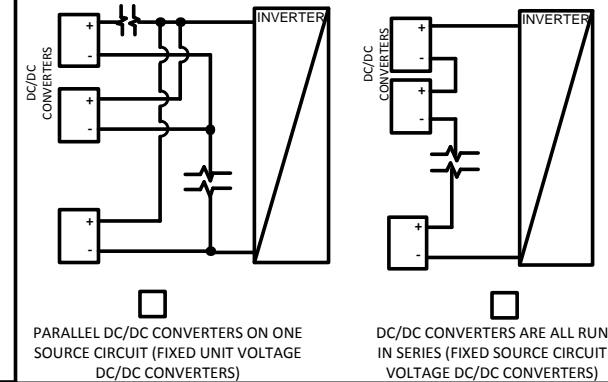 INVERTER
DC/DC
CONVERTERS
+
-
+
-
+
-
PARALLEL DC/DC CONVERTERS ON ONE
SOURCE CIRCUIT (FIXED UNIT VOLTAGE
DC/DC CONVERTERS)
INVERTER
DC/DC
CONVERTERS
+
-
+
-
+
-
DC/DC CONVERTERS ARE ALL RUN
IN SERIES (FIXED SOURCE CIRCUIT
VOLTAGE DC/DC CONVERTERS)